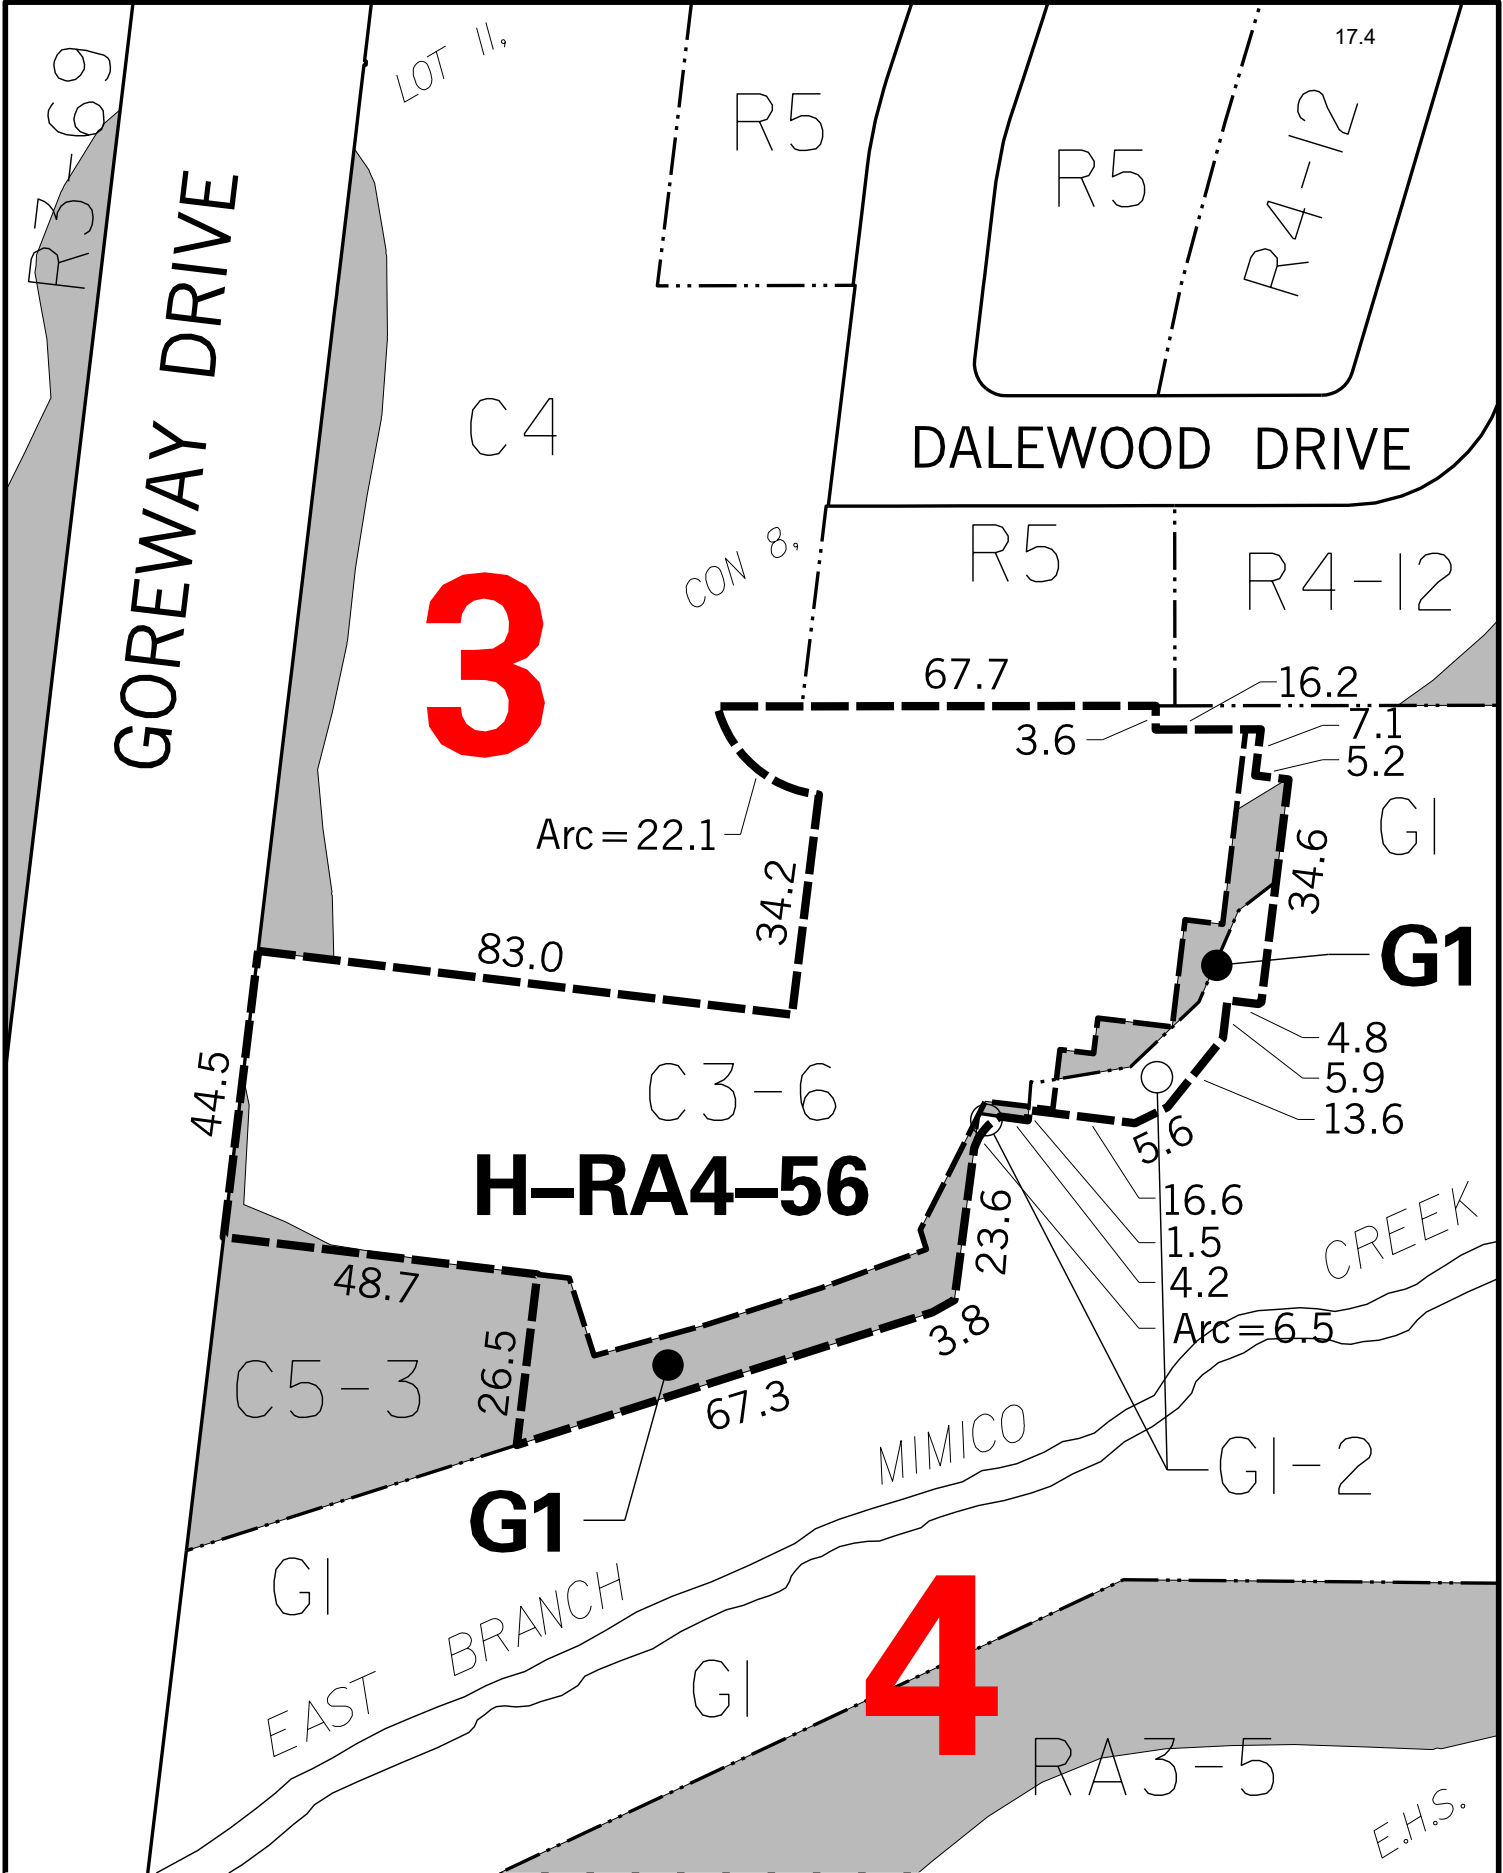 17.4
LOT 11,
R3-69
R5
R5
R4-12
GOREWAY DRIVE
C4
DALEWOOD DRIVE
CON 8,
R5
R4-12
3
67.7
16.2
3.6
7.1
5.2
Arc=22.1
G1
34.2
34.6
83.0
G1
44.5
C3-6
4.8
5.9
13.6
5.6
H-RA4-56
16.6
23.6
1.5
4.2
Arc=6.5
CREEK
48.7
3.8
C5-3
26.5
67.3
MIMICO
G1-2
G1
G1
BRANCH
EAST
G1
4
RA3-5
E.H.S.